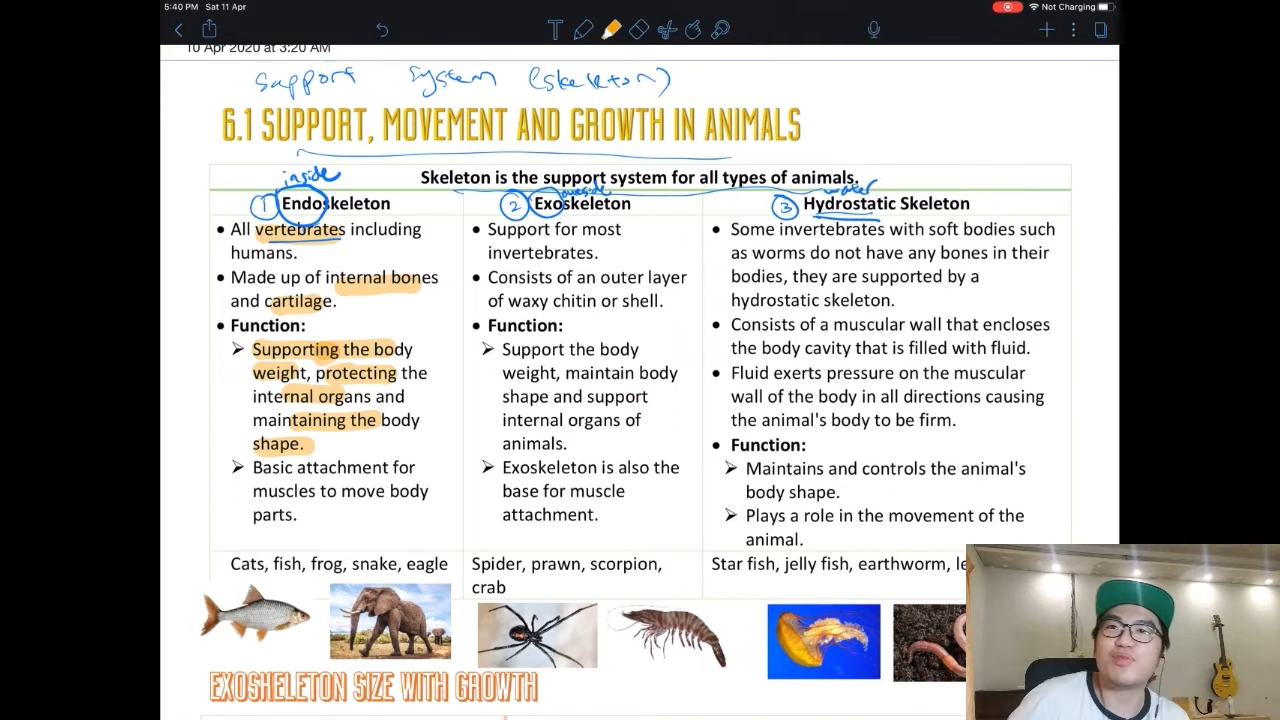 5:40 PM Sat 11 Apr
Not Charging
10 Apr 2020 at 3:20 AM
Support system (skeleton)
6.1 SUPPORT, MOVEMENT AND GROWTH IN ANIMALS
Skeleton is the support system for all types of animals.
inside
outside
water
1 Endoskeleton
• All vertebrates including
humans.
• Made up of internal bones
and cartilage.
• Function:
➢ Supporting the body
weight, protecting the
internal organs and
maintaining the body
shape.
➢ Basic attachment for
muscles to move body
parts.
Cats, fish, frog, snake, eagle
2 Exoskeleton
• Support for most
invertebrates.
• Consists of an outer layer
of waxy chitin or shell.
• Function:
➢ Support the body
weight, maintain body
shape and support
internal organs of
animals.
➢ Exoskeleton is also the
base for muscle
attachment.
Spider, prawn, scorpion,
crab
3 Hydrostatic Skeleton
• Some invertebrates with soft bodies such
as worms do not have any bones in their
bodies, they are supported by a
hydrostatic skeleton.
• Consists of a muscular wall that encloses
the body cavity that is filled with fluid.
• Fluid exerts pressure on the muscular
wall of the body in all directions causing
the animal's body to be firm.
• Function:
➢ Maintains and controls the animal's
body shape.
➢ Plays a role in the movement of the
animal.
Star fish, jelly fish, earthworm, le
EXOSHELETON SIZE WITH GROWTH